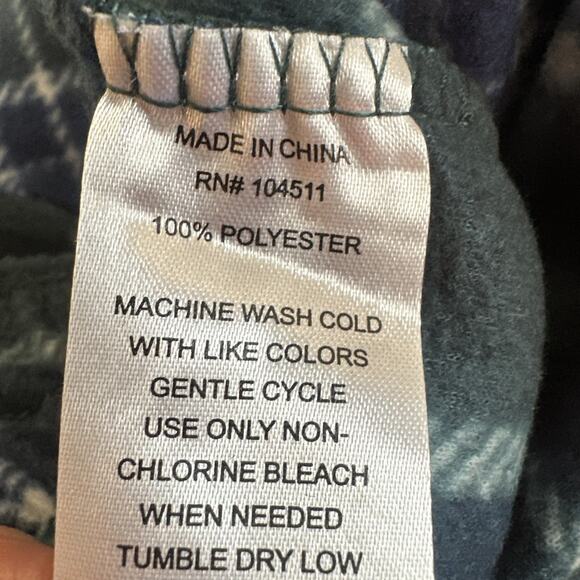 MADE IN CHINA
RN# 104511
100% POLYESTER
MACHINE WASH COLD
WITH LIKE COLORS
GENTLE CYCLE
USE ONLY NON-
CHLORINE BLEACH
WHEN NEEDED
TUMBLE DRY LOW